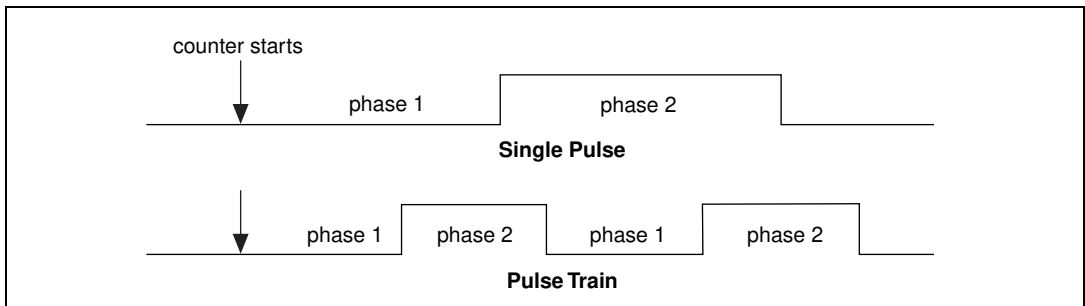 counter starts
phase 1 phase 2
Single Pulse
phase 1 phase 2 phase 1 phase 2
Pulse Train